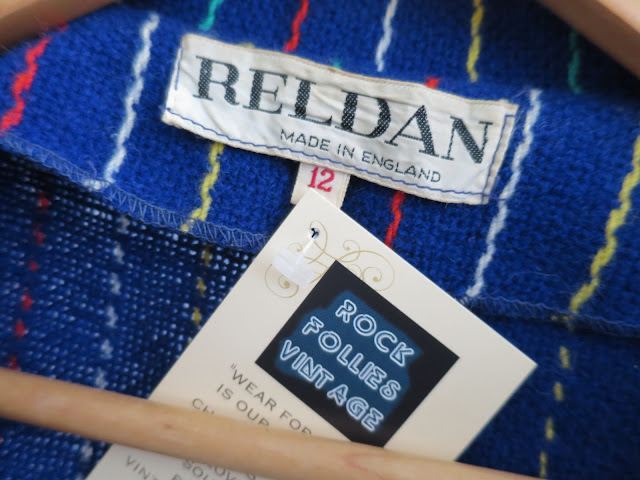 RELDAN
MADE IN ENGLAND
12
ROCK
FOLLIES
VINTAGE
"WEAR FOR
IS OUR